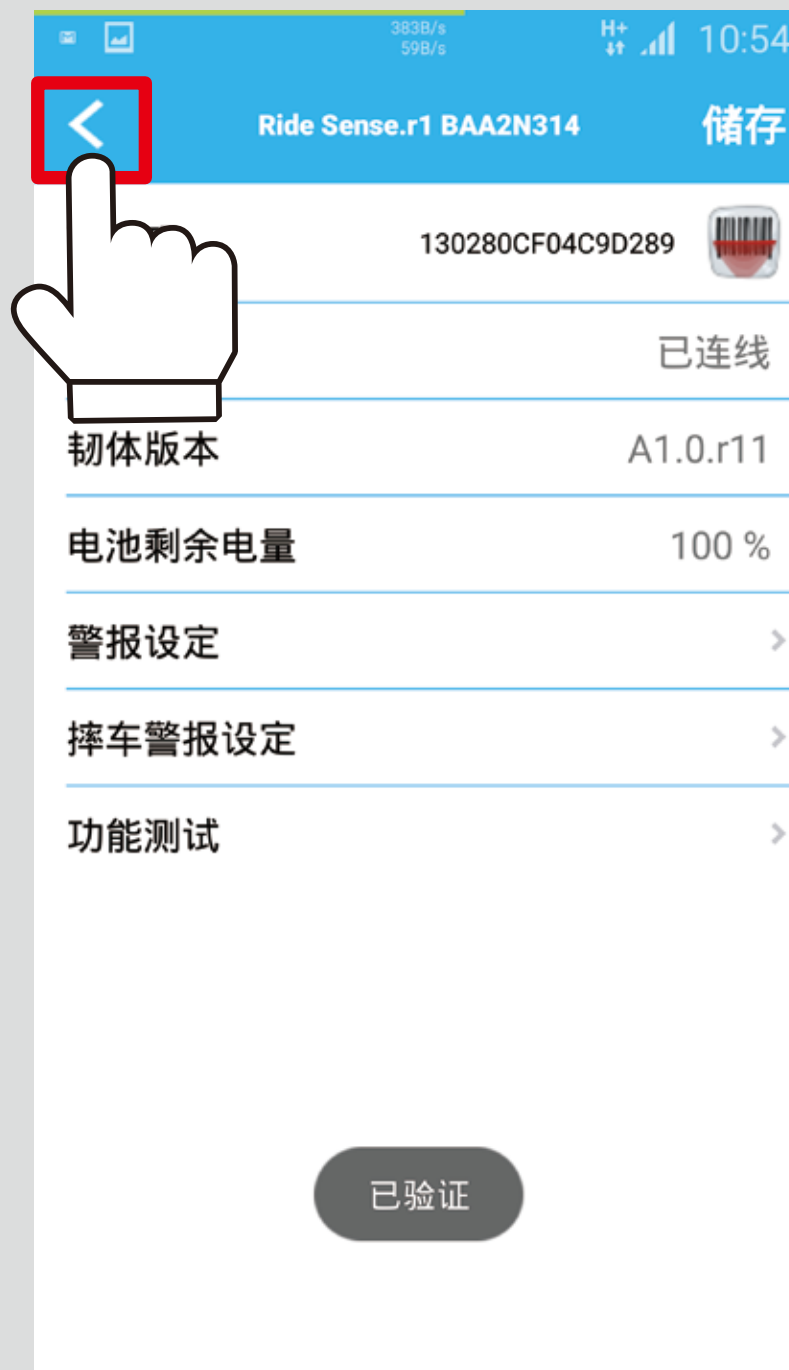 383B/s
59B/s
H+
10:54
Ride Sense.r1 BAA2N314
储存
130280CF04C9D289
已连线
韧体版本
A1.0.r11
电池剩余电量
100 %
警报设定
摔车警报设定
功能测试
已验证